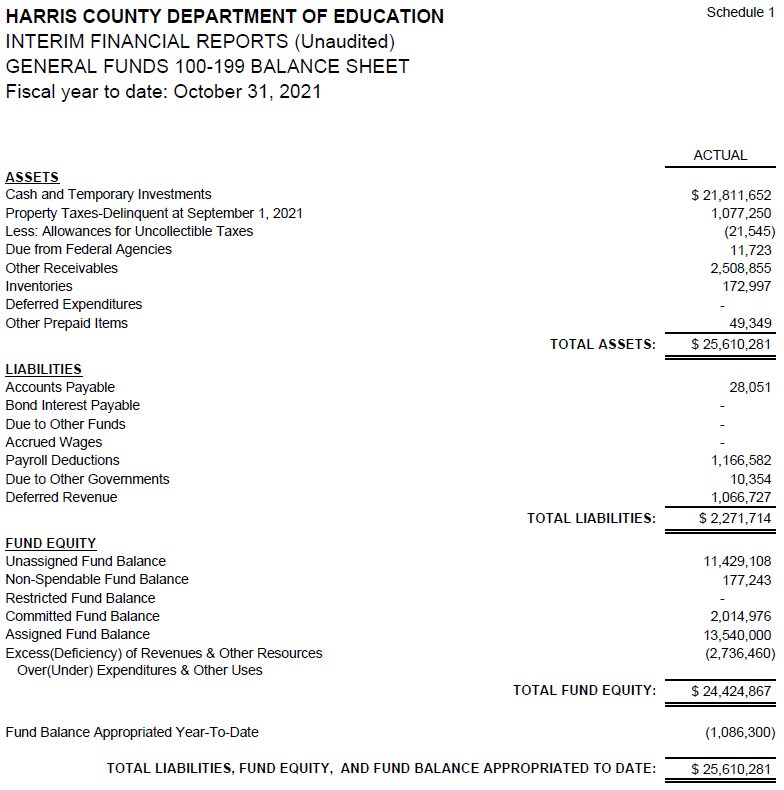 HARRIS COUNTY DEPARTMENT OF EDUCATION Schedule 1
INTERIM FINANCIAL REPORTS (Unaudited)
GENERAL FUNDS 100-199 BALANCE SHEET
Fiscal year to date: October 31, 2021
ACTUAL
ASSETS
Cash and Temporary Investments $ 21,811,652
Property Taxes-Delinquent at September 1, 2021 1,077,250
Less: Allowances for Uncollectible Taxes (21,545)
Due from Federal Agencies 11,723
Other Receivables 2,508,855
Inventories 172,997
Deferred Expenditures -
Other Prepaid Items 49,349
TOTAL ASSETS: $ 25,610,281
LIABILITIES
Accounts Payable 28,051
Bond Interest Payable -
Due to Other Funds -
Accrued Wages -
Payroll Deductions 1,166,582
Due to Other Governments 10,354
Deferred Revenue 1,066,727
TOTAL LIABILITIES: $ 2,271,714
FUND EQUITY
Unassigned Fund Balance 11,429,108
Non-Spendable Fund Balance 177,243
Restricted Fund Balance -
Committed Fund Balance 2,014,976
Assigned Fund Balance 13,540,000
Excess(Deficiency) of Revenues & Other Resources (2,736,460)
Over(Under) Expenditures & Other Uses
TOTAL FUND EQUITY: $ 24,424,867
Fund Balance Appropriated Year-To-Date (1,086,300)
TOTAL LIABILITIES, FUND EQUITY, AND FUND BALANCE APPROPRIATED TO DATE: $ 25,610,281